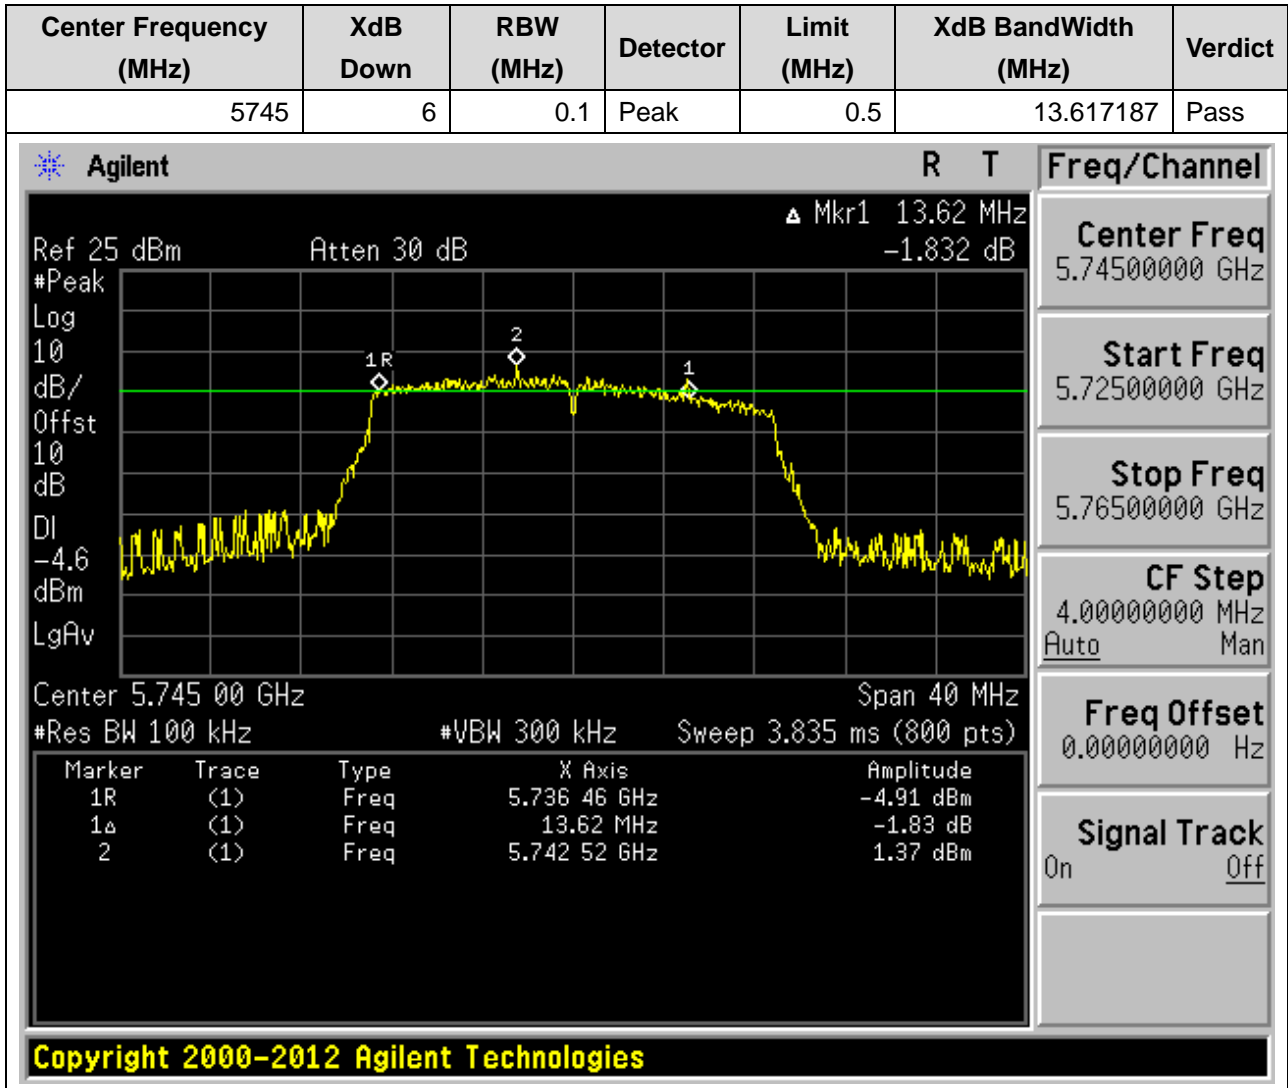 Center Frequency (MHz) XdB Down RBW (MHz) Detector Limit (MHz) XdB BandWidth (MHz) Verdict
5745 6 0.1 Peak 0.5 13.617187 Pass
Agilent R T Freq/Channel
Δ Mkr1 13.62 MHz
Ref 25 dBm Atten 30 dB -1.832 dB
#Peak
Log
10
dB/
Offst
10
dB
DI
-4.6
dBm
LgAv
1R
2
1
Center 5.745 00 GHz Span 40 MHz
#Res BW 100 kHz #VBW 300 kHz Sweep 3.835 ms (800 pts)
Marker Trace Type X Axis Amplitude
1R (1) Freq 5.736 46 GHz -4.91 dBm
1Δ (1) Freq 13.62 MHz -1.83 dB
2 (1) Freq 5.742 52 GHz 1.37 dBm
Center Freq
5.74500000 GHz
Start Freq
5.72500000 GHz
Stop Freq
5.76500000 GHz
CF Step
4.00000000 MHz
Auto Man
Freq Offset
0.00000000 Hz
Signal Track
On Off
Copyright 2000-2012 Agilent Technologies